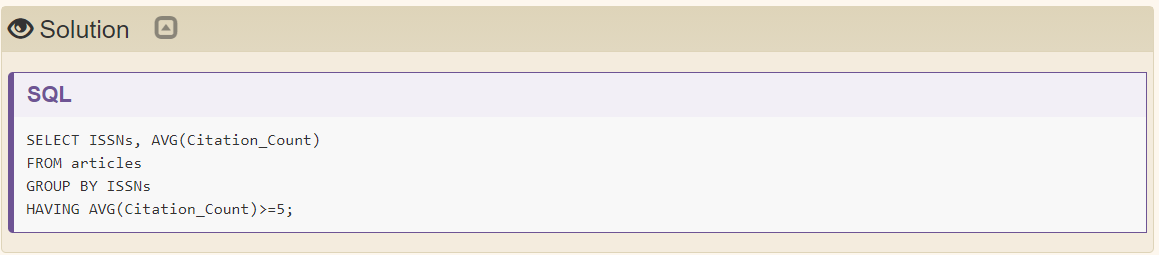 Solution
SQL
SELECT ISSNs, AVG(Citation_Count)
FROM articles
GROUP BY ISSNs
HAVING AVG(Citation_Count)>=5;